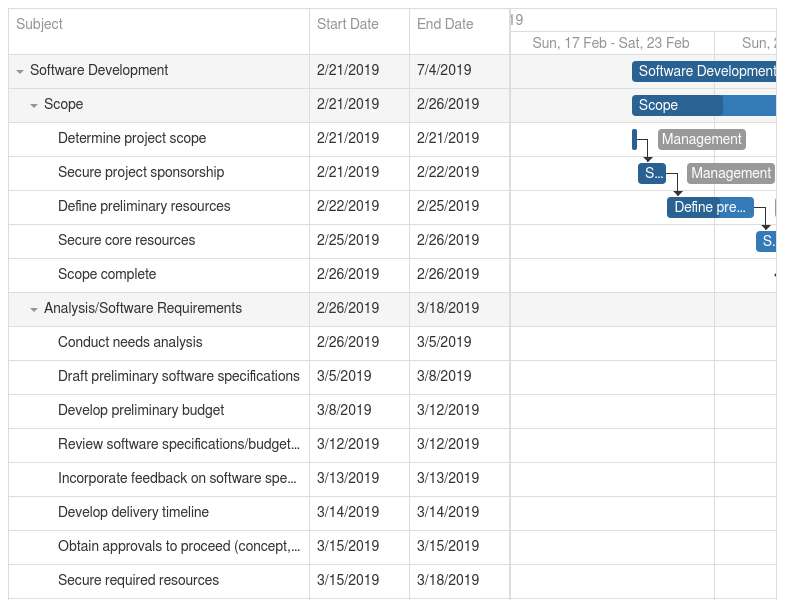 Subject Start Date End Date 19
Sun, 17 Feb - Sat, 23 Feb Sun, 2
Software Development 2/21/2019 7/4/2019 Software Development
Scope 2/21/2019 2/26/2019 Scope
Determine project scope 2/21/2019 2/21/2019 Management
Secure project sponsorship 2/21/2019 2/22/2019 S... Management
Define preliminary resources 2/22/2019 2/25/2019 Define pre...
Secure core resources 2/25/2019 2/26/2019 S.
Scope complete 2/26/2019 2/26/2019
Analysis/Software Requirements 2/26/2019 3/18/2019
Conduct needs analysis 2/26/2019 3/5/2019
Draft preliminary software specifications 3/5/2019 3/8/2019
Develop preliminary budget 3/8/2019 3/12/2019
Review software specifications/budget... 3/12/2019 3/12/2019
Incorporate feedback on software spe... 3/13/2019 3/13/2019
Develop delivery timeline 3/14/2019 3/14/2019
Obtain approvals to proceed (concept,... 3/15/2019 3/15/2019
Secure required resources 3/15/2019 3/18/2019